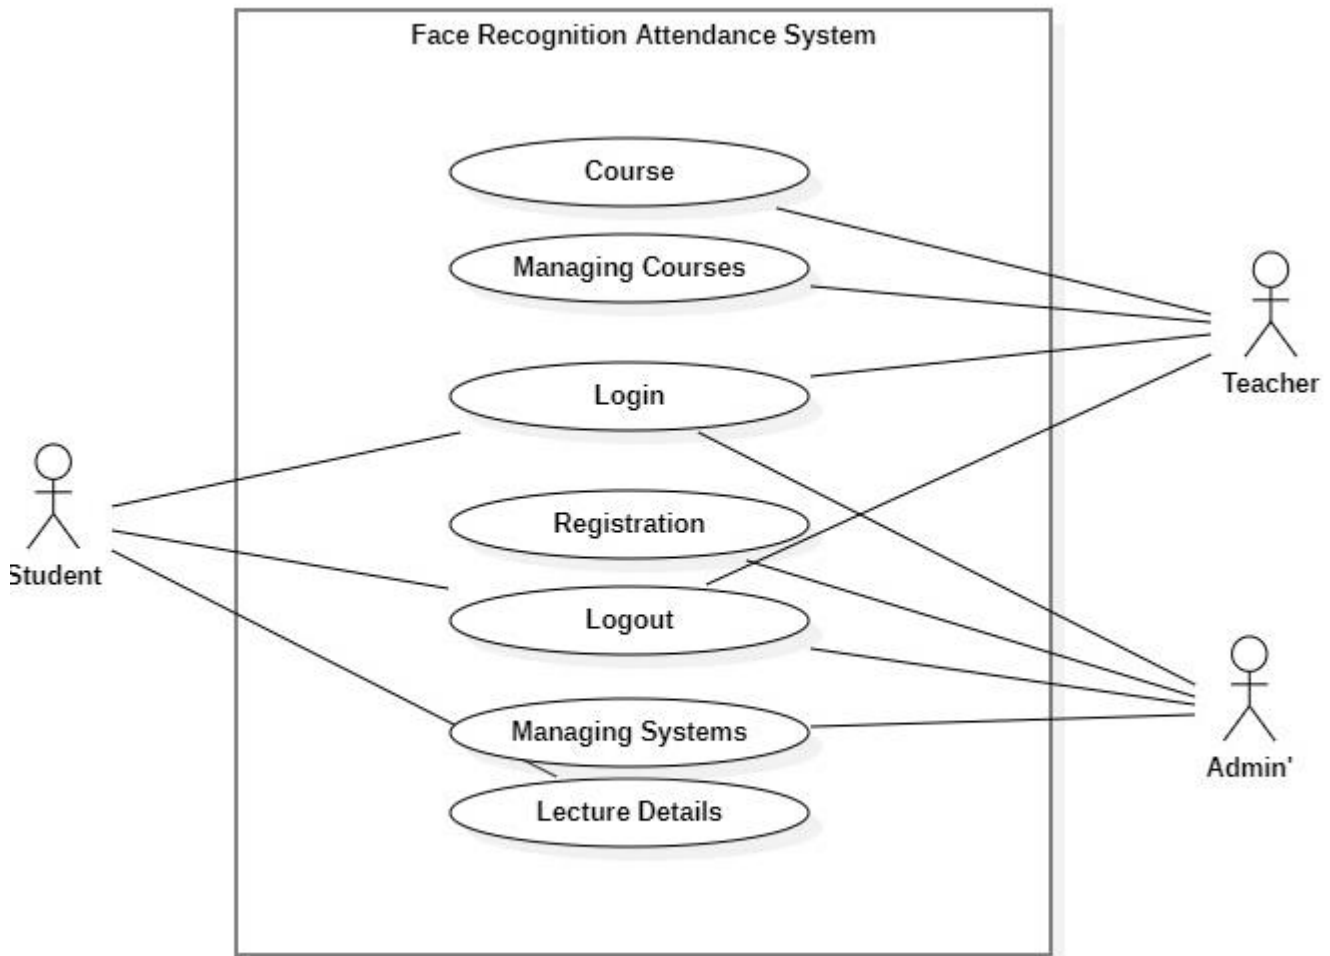 Face Recognition Attendance System
Course
Managing Courses
Login
Registration
Logout
Managing Systems
Lecture Details
Student
Teacher
Admin'